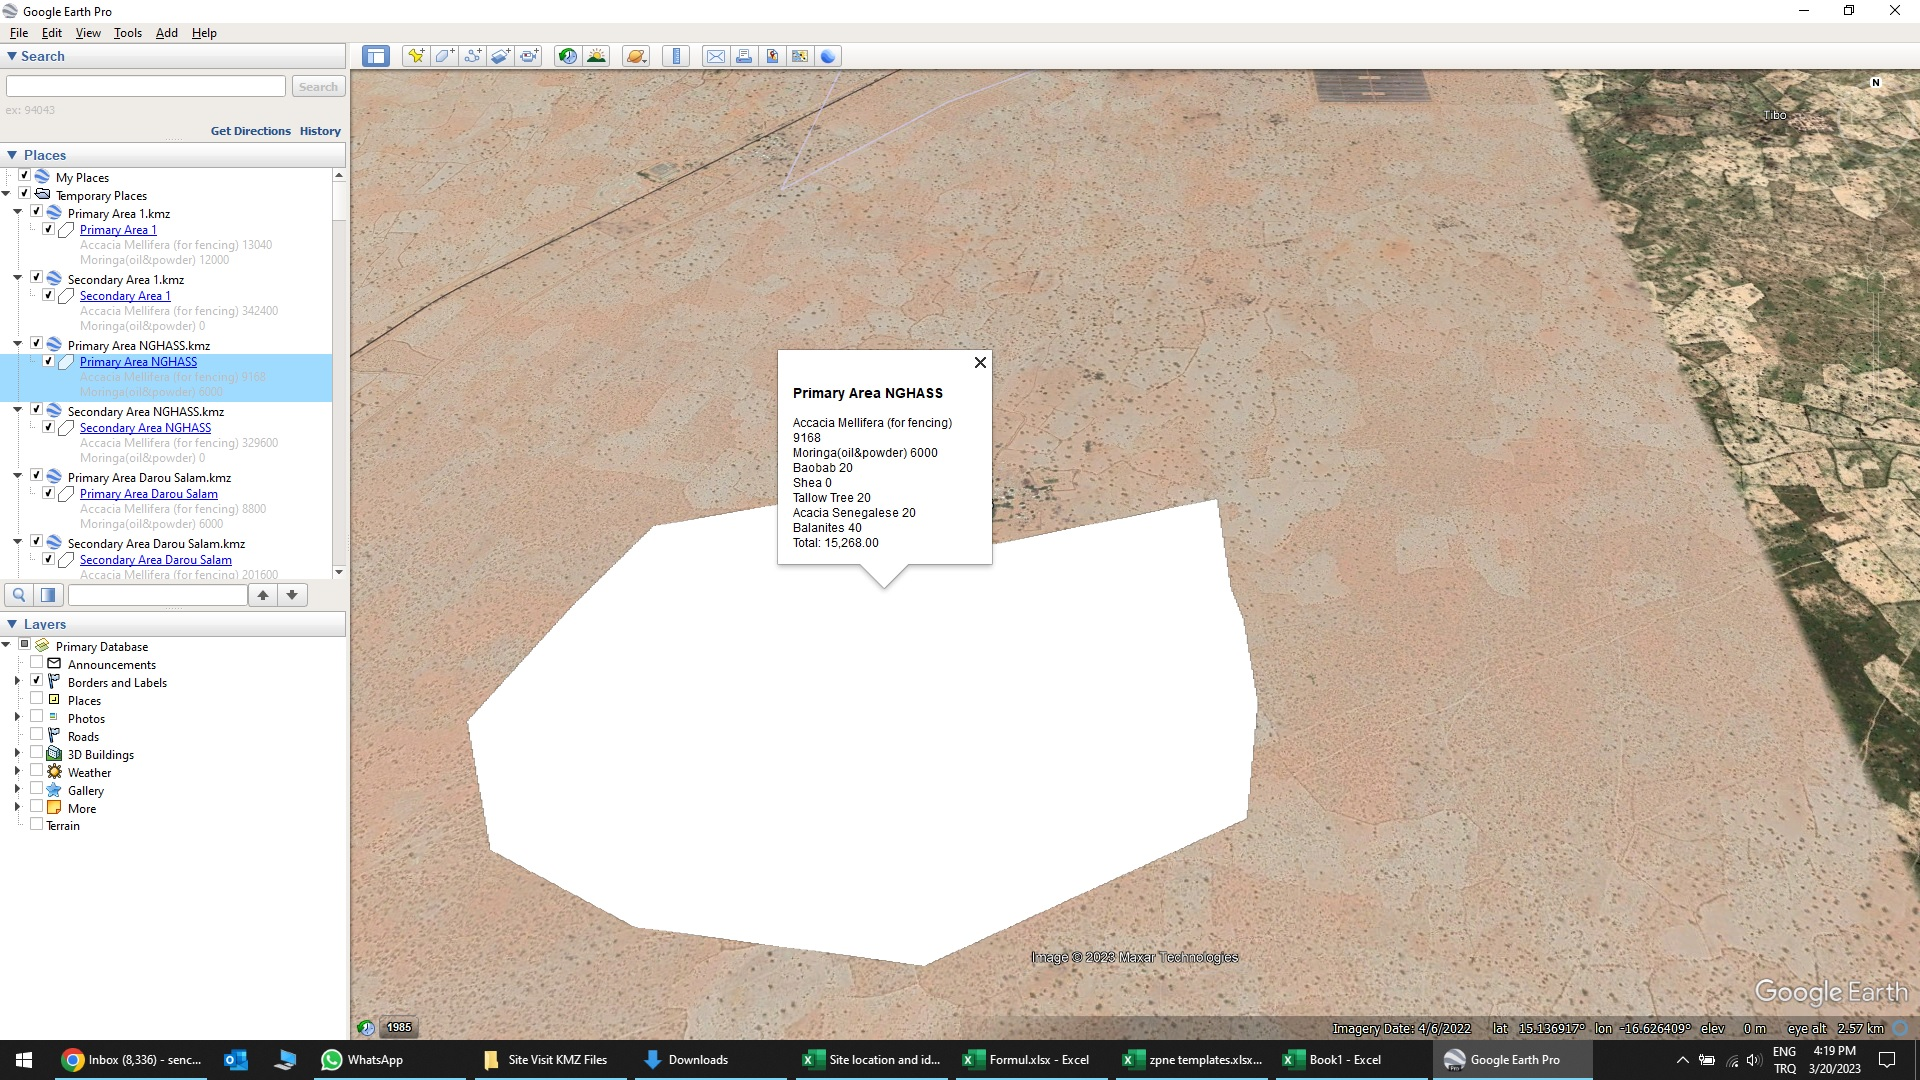 Google Earth Pro
File Edit View Tools Add Help
Search
Search
ex: 94043
Get Directions History
Places
My Places
Temporary Places
Primary Area 1.kmz
Primary Area 1
Accacia Mellifera (for fencing) 13040
Moringa(oil&powder) 12000
Secondary Area 1.kmz
Secondary Area 1
Accacia Mellifera (for fencing) 342400
Moringa(oil&powder) 0
Primary Area NGHASS.kmz
Primary Area NGHASS
Accacia Mellifera (for fencing) 9168
Moringa(oil&powder) 6000
Secondary Area NGHASS.kmz
Secondary Area NGHASS
Accacia Mellifera (for fencing) 329600
Moringa(oil&powder) 0
Primary Area Darou Salam.kmz
Primary Area Darou Salam
Accacia Mellifera (for fencing) 8800
Moringa(oil&powder) 6000
Secondary Area Darou Salam.kmz
Secondary Area Darou Salam
Accacia Mellifera (for fencing) 201600
Layers
Primary Database
Announcements
Borders and Labels
Places
Photos
Roads
3D Buildings
Weather
Gallery
More
Terrain
N
Tibo
Primary Area NGHASS
Accacia Mellifera (for fencing)
9168
Moringa(oil&powder) 6000
Baobab 20
Shea 0
Tallow Tree 20
Acacia Senegalese 20
Balanites 40
Total: 15,268.00
Image © 2023 Maxar Technologies
Google Earth
1985
Imagery Date: 4/6/2022 lat 15.136917° lon -16.626409° elev 0 m eye alt 2.57 km
Inbox (8,336) - senc...
WhatsApp
Site Visit KMZ Files
Downloads
Site location and id...
Formul.xlsx - Excel
zpne templates.xlsx...
Book1 - Excel
Google Earth Pro
ENG
TRQ
4:19 PM
3/20/2023